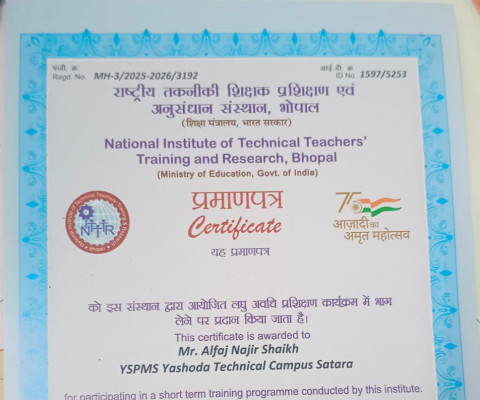 पंजी. क्र.
Regd. No. MH-3/2025-2026/3192
आई.डी. क्र.
ID No. 1597/5253
राष्ट्रीय तकनीकी शिक्षक प्रशिक्षण एवं
अनुसंधान संस्थान, भोपाल
(शिक्षा मंत्रालय, भारत सरकार)
National Institute of Technical Teachers'
Training and Research, Bhopal
(Ministry of Education, Govt. of India)
NITTTR
प्रमाणपत्र
Certificate
75
आज़ादी का
अमृत महोत्सव
यह प्रमाणपत्र
को इस संस्थान द्वारा आयोजित लघु अवधि प्रशिक्षण कार्यक्रम में भाग
लेने पर प्रदान किया जाता है।
This certificate is awarded to
Mr. Alfaj Najir Shaikh
YSPMS Yashoda Technical Campus Satara
for participating in a short term training programme conducted by this institute.